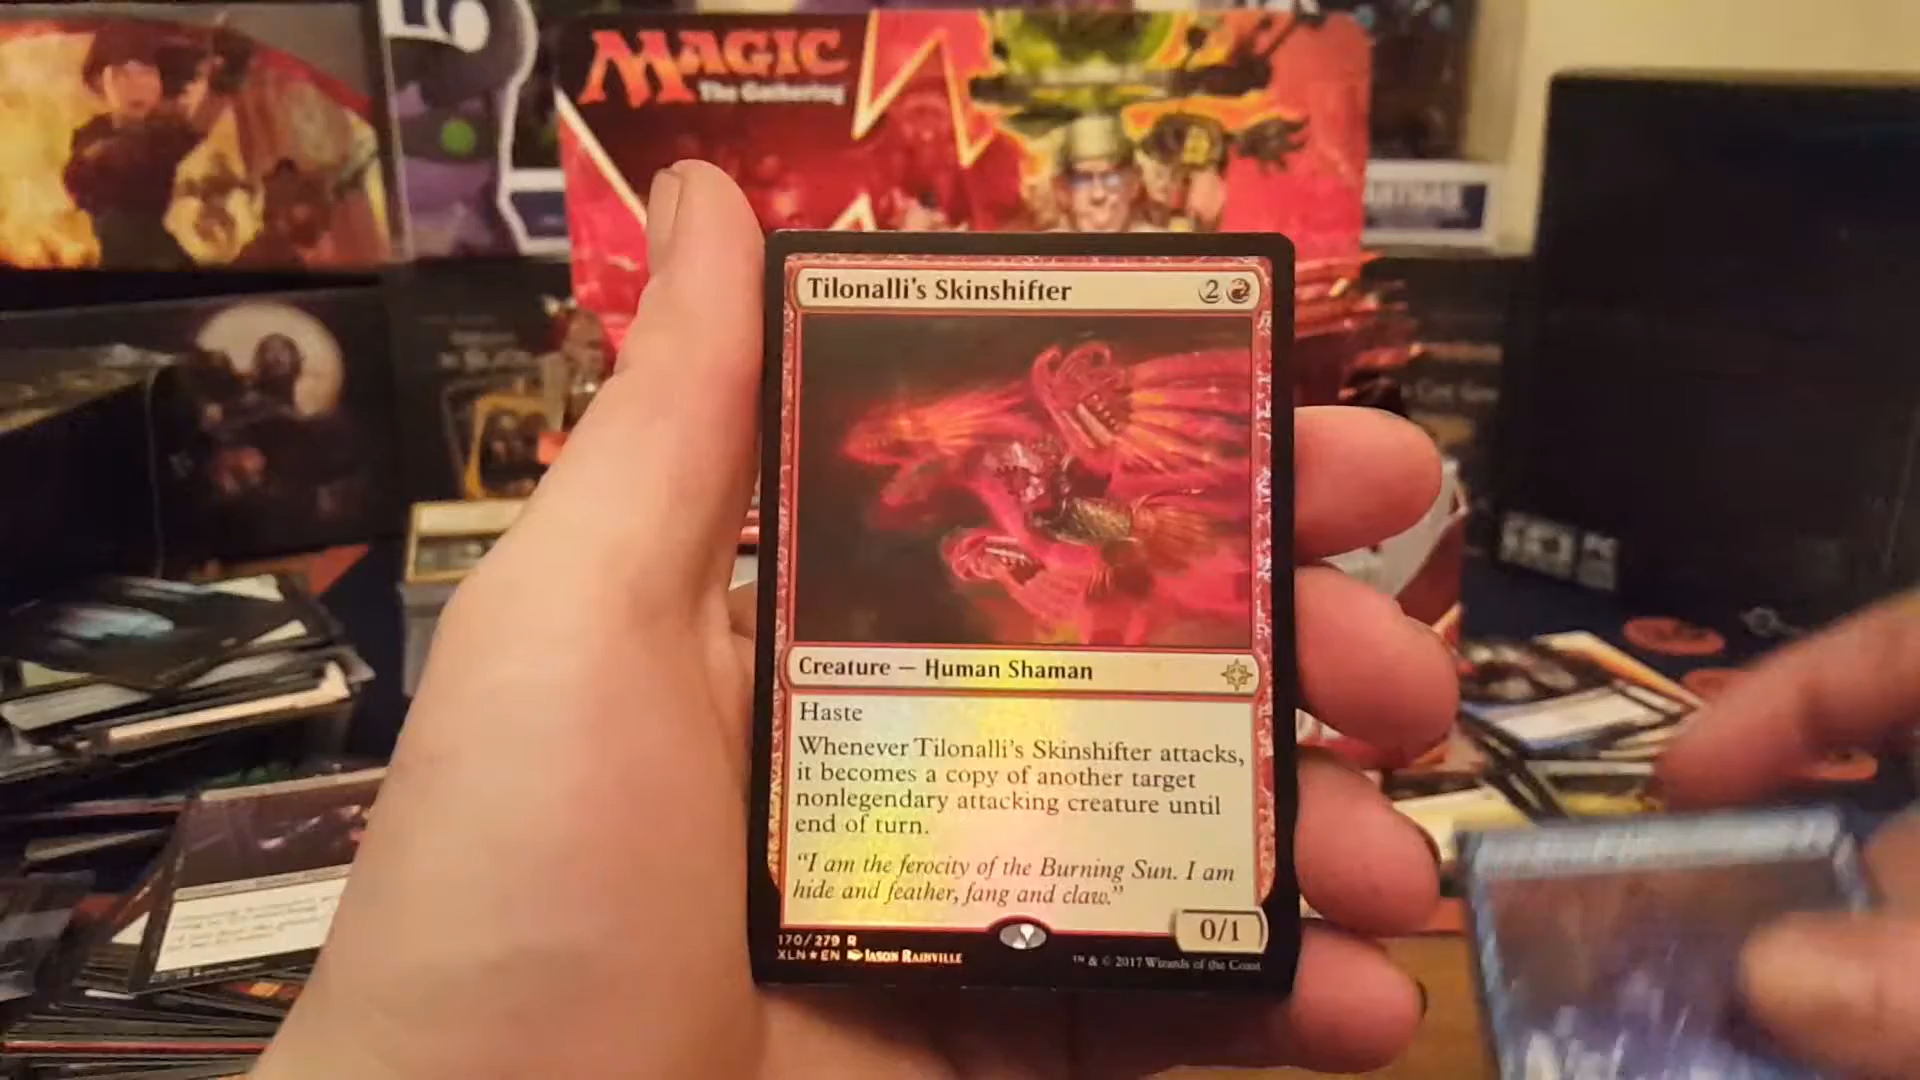 MAGIC
The Gathering
Tilonalli's Skinshifter 2
Creature — Human Shaman
Haste
Whenever Tilonalli's Skinshifter attacks,
it becomes a copy of another target
nonlegendary attacking creature until
end of turn.
"I am the ferocity of the Burning Sun. I am
hide and feather, fang and claw."
0/1
170/279 R
XLN★EN Jason Rainville
™ & © 2017 Wizards of the Coast